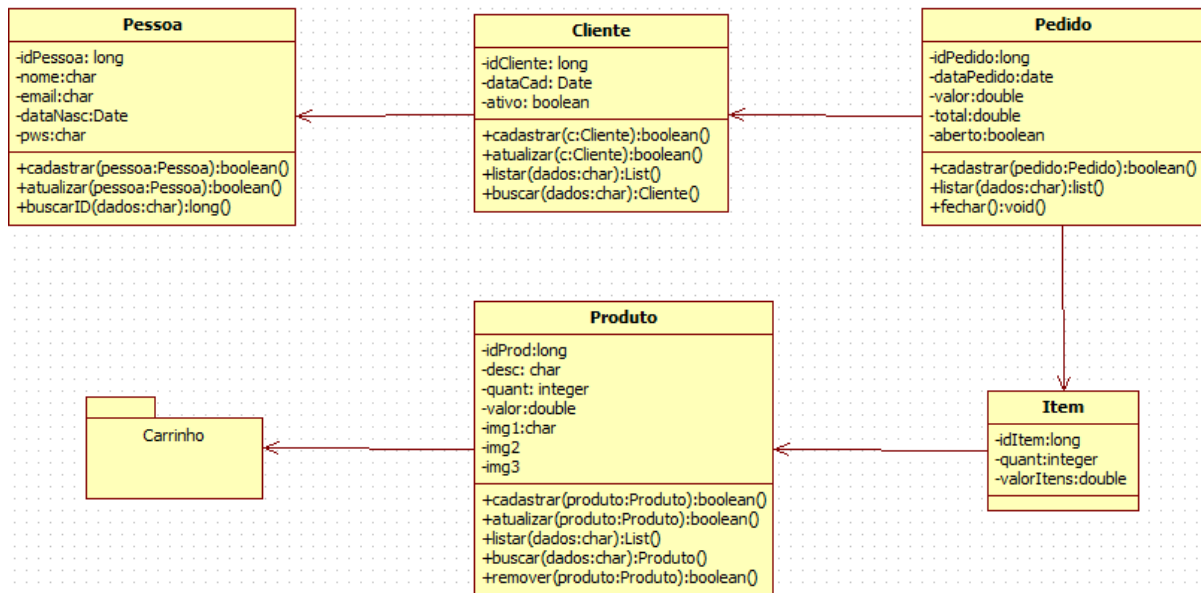 Pessoa
-idPessoa: long
-nome:char
-email:char
-dataNasc:Date
-pws:char
+cadastrar(pessoa:Pessoa):boolean()
+atualizar(pessoa:Pessoa):boolean()
+buscarID(dados:char):long()
Cliente
-idCliente: long
-dataCad: Date
-ativo: boolean
+cadastrar(c:Cliente):boolean()
+atualizar(c:Cliente):boolean()
+listar(dados:char):List()
+buscar(dados:char):Cliente()
Pedido
-idPedido:long
-dataPedido:date
-valor:double
-total:double
-aberto:boolean
+cadastrar(pedido:Pedido):boolean()
+listar(dados:char):list()
+fechar():void()
Carrinho
Produto
-idProd:long
-desc: char
-quant: integer
-valor:double
-img1:char
-img2
-img3
+cadastrar(produto:Produto):boolean()
+atualizar(produto:Produto):boolean()
+listar(dados:char):List()
+buscar(dados:char):Produto()
+remover(produto:Produto):boolean()
Item
-idItem:long
-quant:integer
-valorItens:double